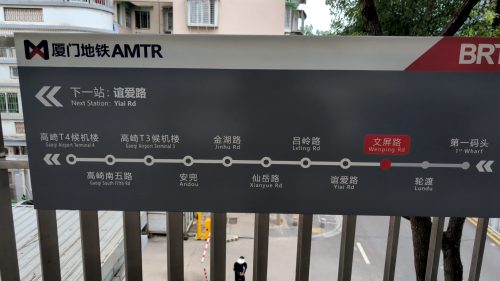 厦门地铁 AMTR
BRT
下一站：谊爱路
Next Station: Yiai Rd
高崎T4候机楼
Gaoqi Airport Terminal 4
高崎南五路
Gaoqi South Fifth Rd
高崎T3候机楼
Gaoqi Airport Terminal 3
安兜
Andou
金湖路
Jinhu Rd
仙岳路
Xianyue Rd
吕岭路
Lvling Rd
谊爱路
Yiai Rd
文屏路
Wenping Rd
轮渡
Lundu
第一码头
1st Wharf